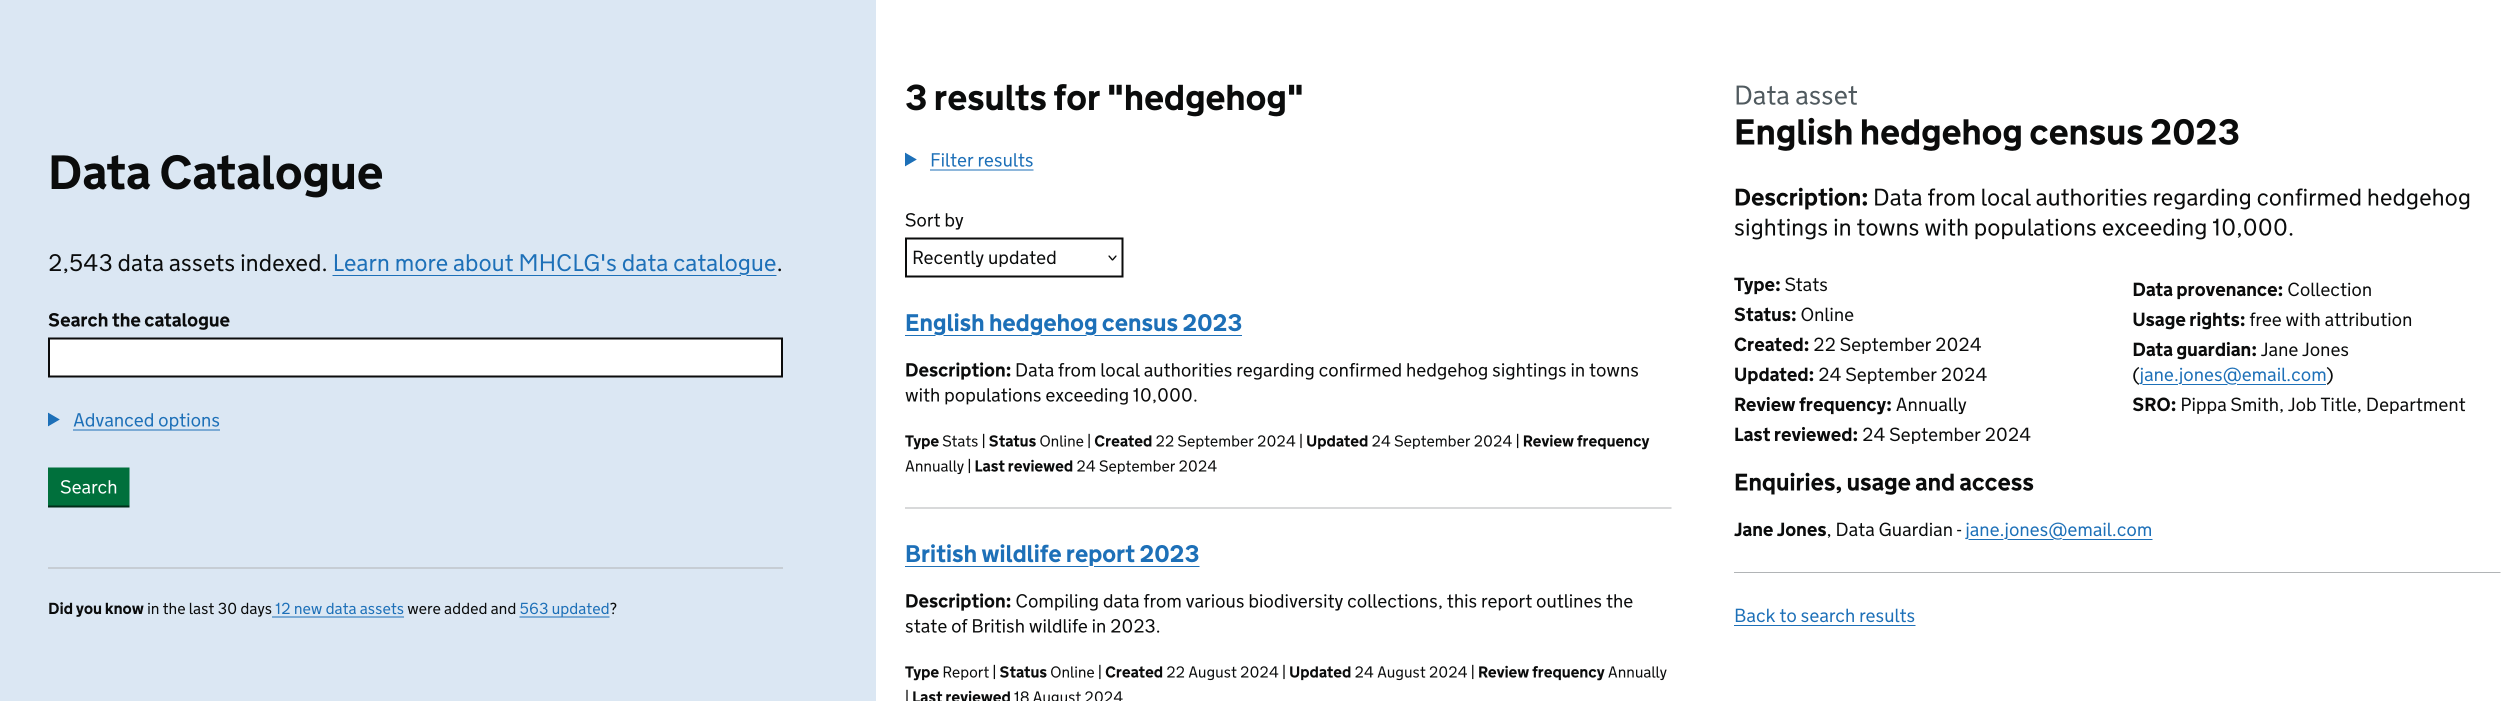 Data Catalogue
2,543 data assets indexed. Learn more about MHCLG's data catalogue.
Search the catalogue
Advanced options
Search
Did you know in the last 30 days 12 new data assets were added and 563 updated?
3 results for "hedgehog"
Filter results
Sort by
Recently updated
English hedgehog census 2023
Description: Data from local authorities regarding confirmed hedgehog sightings in towns
with populations exceeding 10,000.
Type Stats | Status Online | Created 22 September 2024 | Updated 24 September 2024 | Review frequency
Annually | Last reviewed 24 September 2024
British wildlife report 2023
Description: Compiling data from various biodiversity collections, this report outlines the
state of British wildlife in 2023.
Type Report | Status Online | Created 22 August 2024 | Updated 24 August 2024 | Review frequency Annually
| Last reviewed 18 August 2024
Data asset
English hedgehog census 2023
Description: Data from local authorities regarding confirmed hedgehog
sightings in towns with populations exceeding 10,000.
Type: Stats
Status: Online
Created: 22 September 2024
Updated: 24 September 2024
Review frequency: Annually
Last reviewed: 24 September 2024
Data provenance: Collection
Usage rights: free with attribution
Data guardian: Jane Jones
(jane.jones@email.com)
SRO: Pippa Smith, Job Title, Department
Enquiries, usage and access
Jane Jones, Data Guardian - jane.jones@email.com
Back to search results